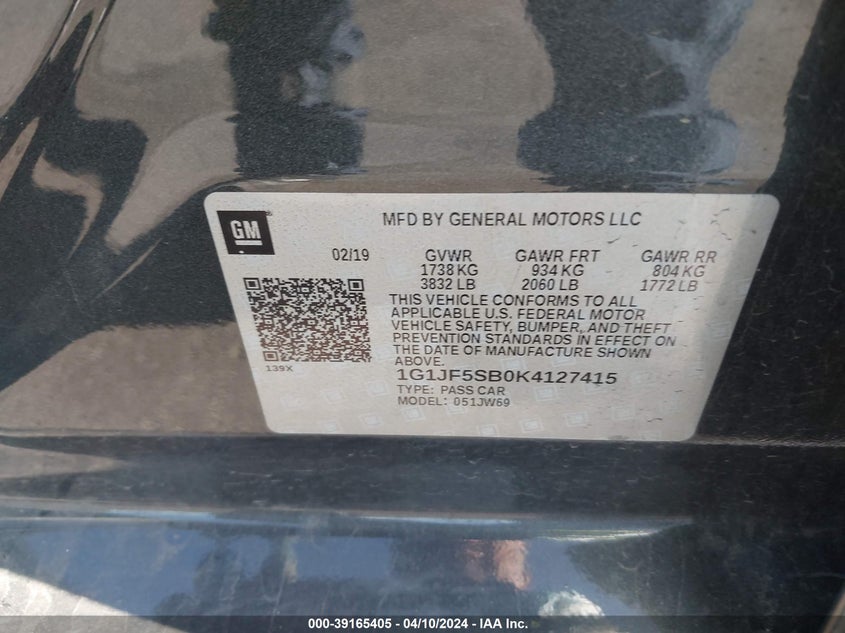 GM
MFD BY GENERAL MOTORS LLC
02/19 GVWR GAWR FRT GAWR RR
1738 KG 934 KG 804 KG
3832 LB 2060 LB 1772 LB
THIS VEHICLE CONFORMS TO ALL
APPLICABLE U.S. FEDERAL MOTOR
VEHICLE SAFETY, BUMPER, AND THEFT
PREVENTION STANDARDS IN EFFECT ON
THE DATE OF MANUFACTURE SHOWN
ABOVE.
139X
1G1JF5SB0K4127415
TYPE: PASS CAR
MODEL: 051JW69
000-39165405 - 04/10/2024 - IAA Inc.